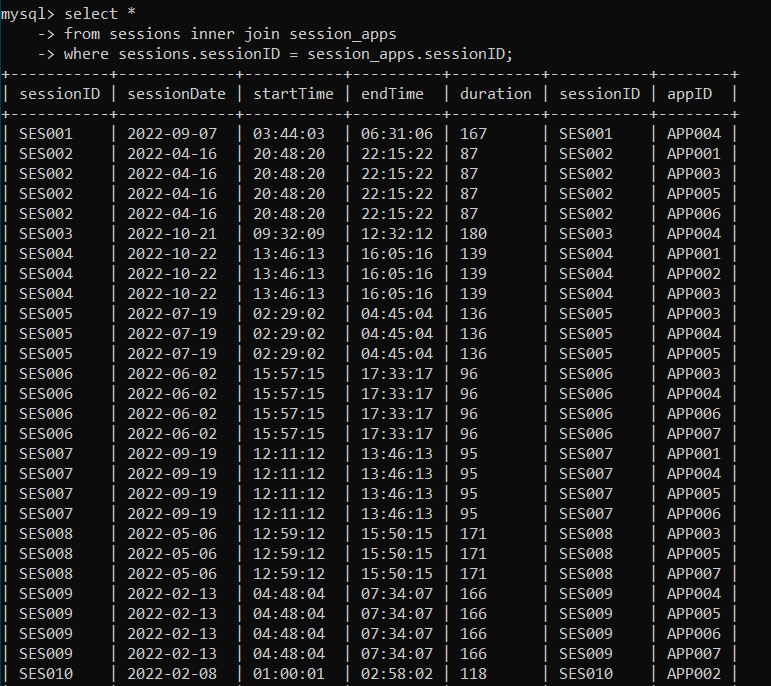 mysql> select *
    -> from sessions inner join session_apps
    -> where sessions.sessionID = session_apps.sessionID;
+-----------+-------------+-----------+----------+----------+-----------+--------+
| sessionID | sessionDate | startTime | endTime  | duration | sessionID | appID  |
+-----------+-------------+-----------+----------+----------+-----------+--------+
| SES001    | 2022-09-07  | 03:44:03  | 06:31:06 | 167      | SES001    | APP004 |
| SES002    | 2022-04-16  | 20:48:20  | 22:15:22 | 87       | SES002    | APP001 |
| SES002    | 2022-04-16  | 20:48:20  | 22:15:22 | 87       | SES002    | APP003 |
| SES002    | 2022-04-16  | 20:48:20  | 22:15:22 | 87       | SES002    | APP005 |
| SES002    | 2022-04-16  | 20:48:20  | 22:15:22 | 87       | SES002    | APP006 |
| SES003    | 2022-10-21  | 09:32:09  | 12:32:12 | 180      | SES003    | APP004 |
| SES004    | 2022-10-22  | 13:46:13  | 16:05:16 | 139      | SES004    | APP001 |
| SES004    | 2022-10-22  | 13:46:13  | 16:05:16 | 139      | SES004    | APP002 |
| SES004    | 2022-10-22  | 13:46:13  | 16:05:16 | 139      | SES004    | APP003 |
| SES005    | 2022-07-19  | 02:29:02  | 04:45:04 | 136      | SES005    | APP003 |
| SES005    | 2022-07-19  | 02:29:02  | 04:45:04 | 136      | SES005    | APP004 |
| SES005    | 2022-07-19  | 02:29:02  | 04:45:04 | 136      | SES005    | APP005 |
| SES006    | 2022-06-02  | 15:57:15  | 17:33:17 | 96       | SES006    | APP003 |
| SES006    | 2022-06-02  | 15:57:15  | 17:33:17 | 96       | SES006    | APP004 |
| SES006    | 2022-06-02  | 15:57:15  | 17:33:17 | 96       | SES006    | APP006 |
| SES006    | 2022-06-02  | 15:57:15  | 17:33:17 | 96       | SES006    | APP007 |
| SES007    | 2022-09-19  | 12:11:12  | 13:46:13 | 95       | SES007    | APP001 |
| SES007    | 2022-09-19  | 12:11:12  | 13:46:13 | 95       | SES007    | APP004 |
| SES007    | 2022-09-19  | 12:11:12  | 13:46:13 | 95       | SES007    | APP005 |
| SES007    | 2022-09-19  | 12:11:12  | 13:46:13 | 95       | SES007    | APP006 |
| SES008    | 2022-05-06  | 12:59:12  | 15:50:15 | 171      | SES008    | APP003 |
| SES008    | 2022-05-06  | 12:59:12  | 15:50:15 | 171      | SES008    | APP005 |
| SES008    | 2022-05-06  | 12:59:12  | 15:50:15 | 171      | SES008    | APP007 |
| SES009    | 2022-02-13  | 04:48:04  | 07:34:07 | 166      | SES009    | APP004 |
| SES009    | 2022-02-13  | 04:48:04  | 07:34:07 | 166      | SES009    | APP005 |
| SES009    | 2022-02-13  | 04:48:04  | 07:34:07 | 166      | SES009    | APP006 |
| SES009    | 2022-02-13  | 04:48:04  | 07:34:07 | 166      | SES009    | APP007 |
| SES010    | 2022-02-08  | 01:00:01  | 02:58:02 | 118      | SES010    | APP002 |